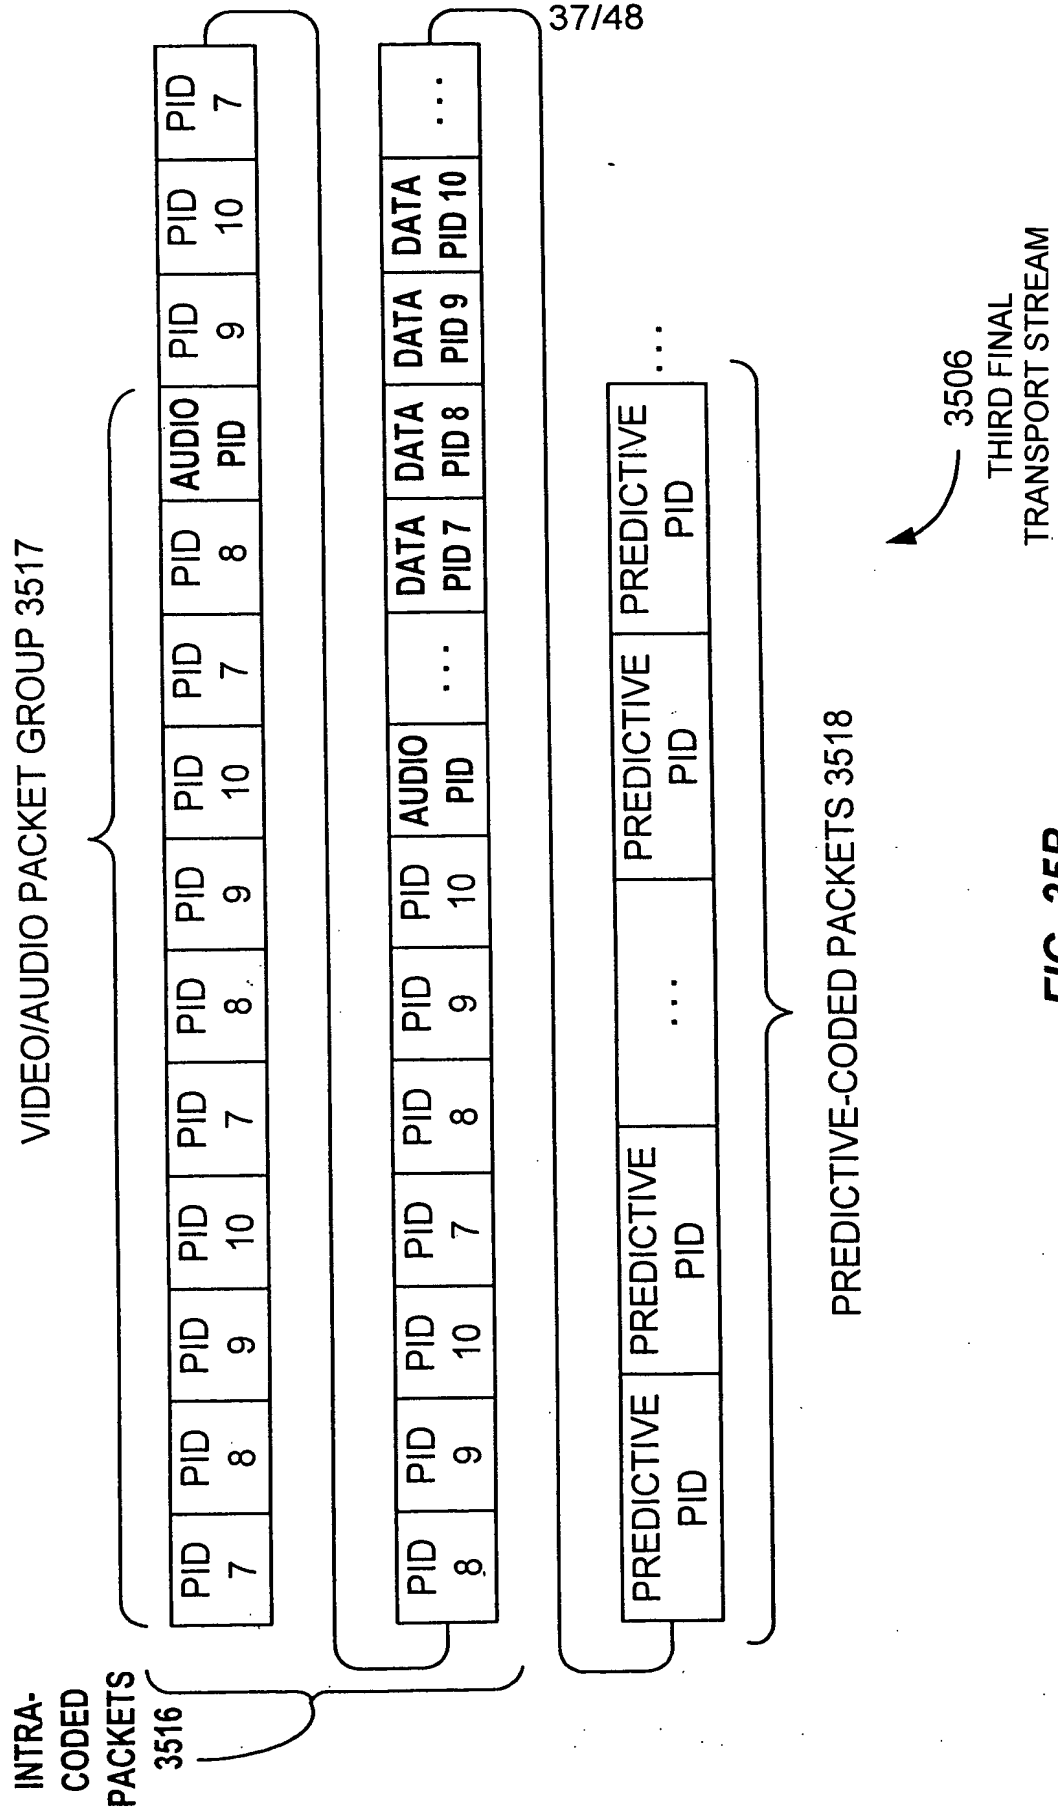 37/48
VIDEO/AUDIO PACKET GROUP 3517
INTRA-
CODED
PACKETS
3516
PID PID PID PID PID PID PID PID PID PID AUDIO PID PID PID
7 8 9 10 7 8 9 10 7 8 PID 9 10 7
PID PID PID PID PID PID PID AUDIO ... DATA DATA DATA DATA ...
8 9 10 7 8 9 10 PID PID 7 PID 8 PID 9 PID 10
PREDICTIVE PREDICTIVE ... PREDICTIVE PREDICTIVE ...
PID PID PID PID
PREDICTIVE-CODED PACKETS 3518
3506
THIRD FINAL
TRANSPORT STREAM
FIG.